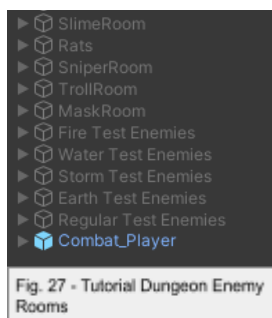 SlimeRoom
Rats
SniperRoom
TrollRoom
MaskRoom
Fire Test Enemies
Water Test Enemies
Storm Test Enemies
Earth Test Enemies
Regular Test Enemies
Combat_Player
Fig. 27 - Tutorial Dungeon Enemy
Rooms